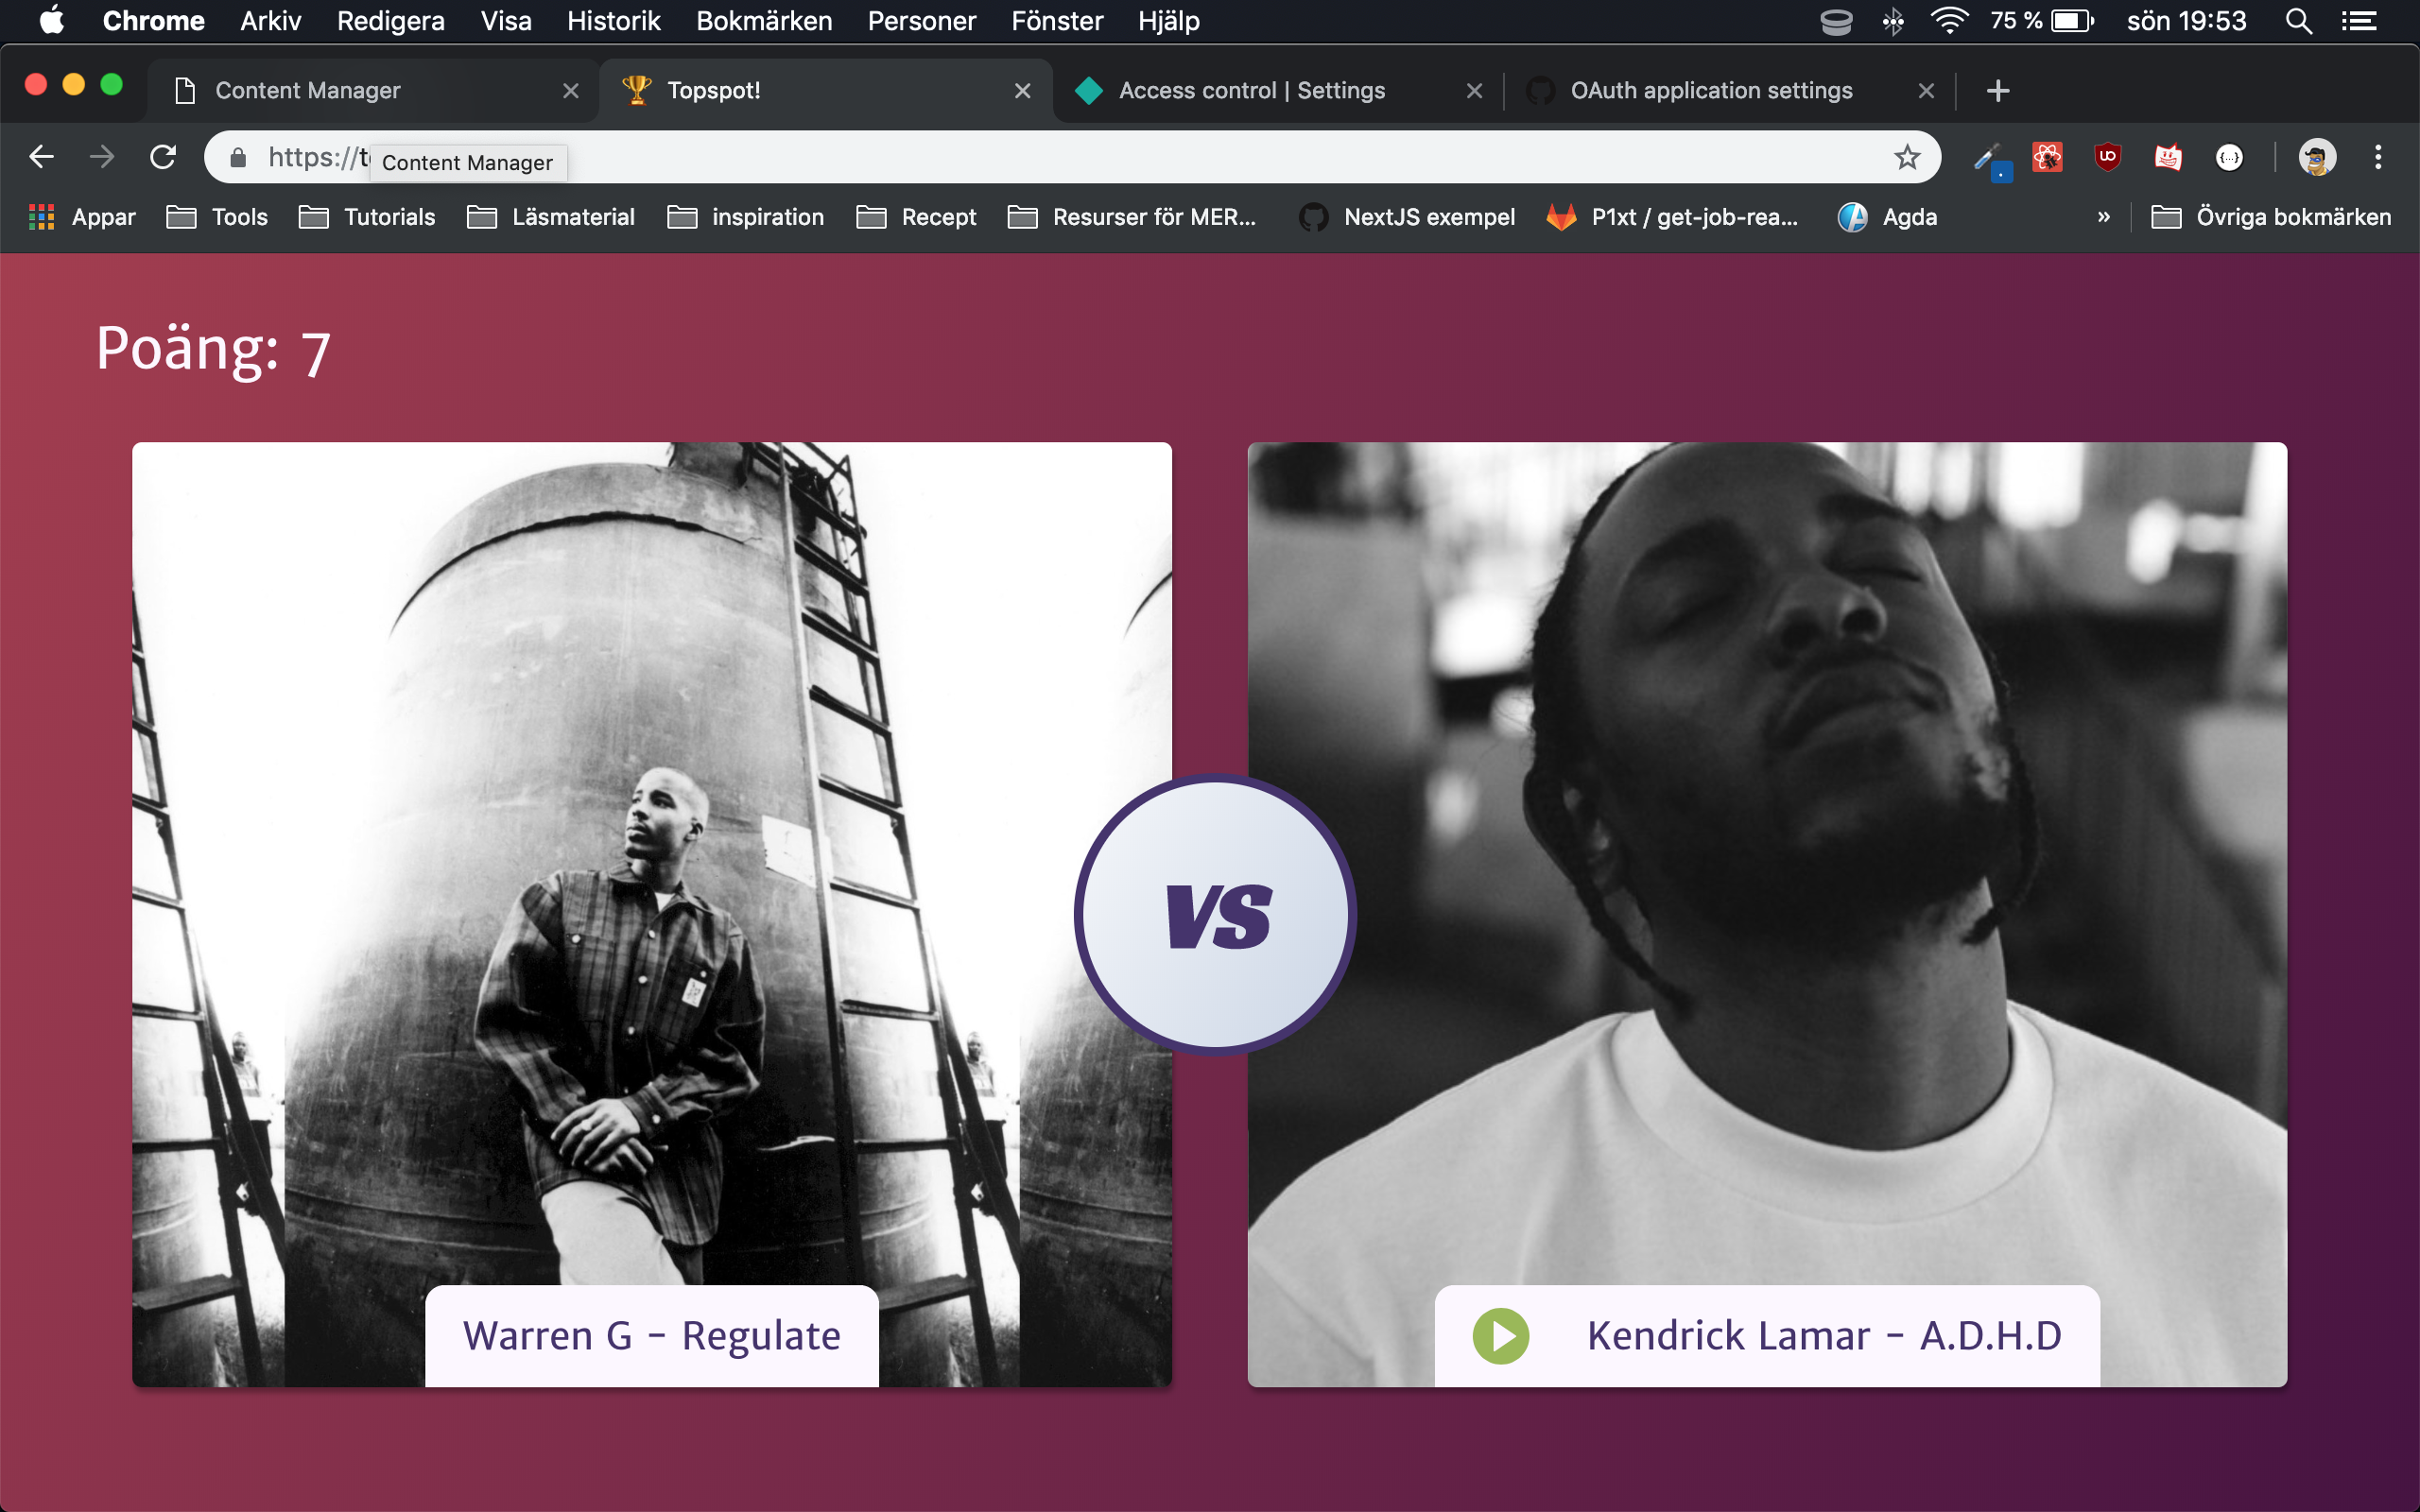 Chrome Arkiv Redigera Visa Historik Bokmärken Personer Fönster Hjälp 75 % sön 19:53
Content Manager Topspot! Access control | Settings OAuth application settings
https://t
Content Manager
Appar Tools Tutorials Läsmaterial inspiration Recept Resurser för MER... NextJS exempel P1xt / get-job-rea... Agda » Övriga bokmärken
Poäng: 7
VS
Warren G - Regulate
Kendrick Lamar - A.D.H.D